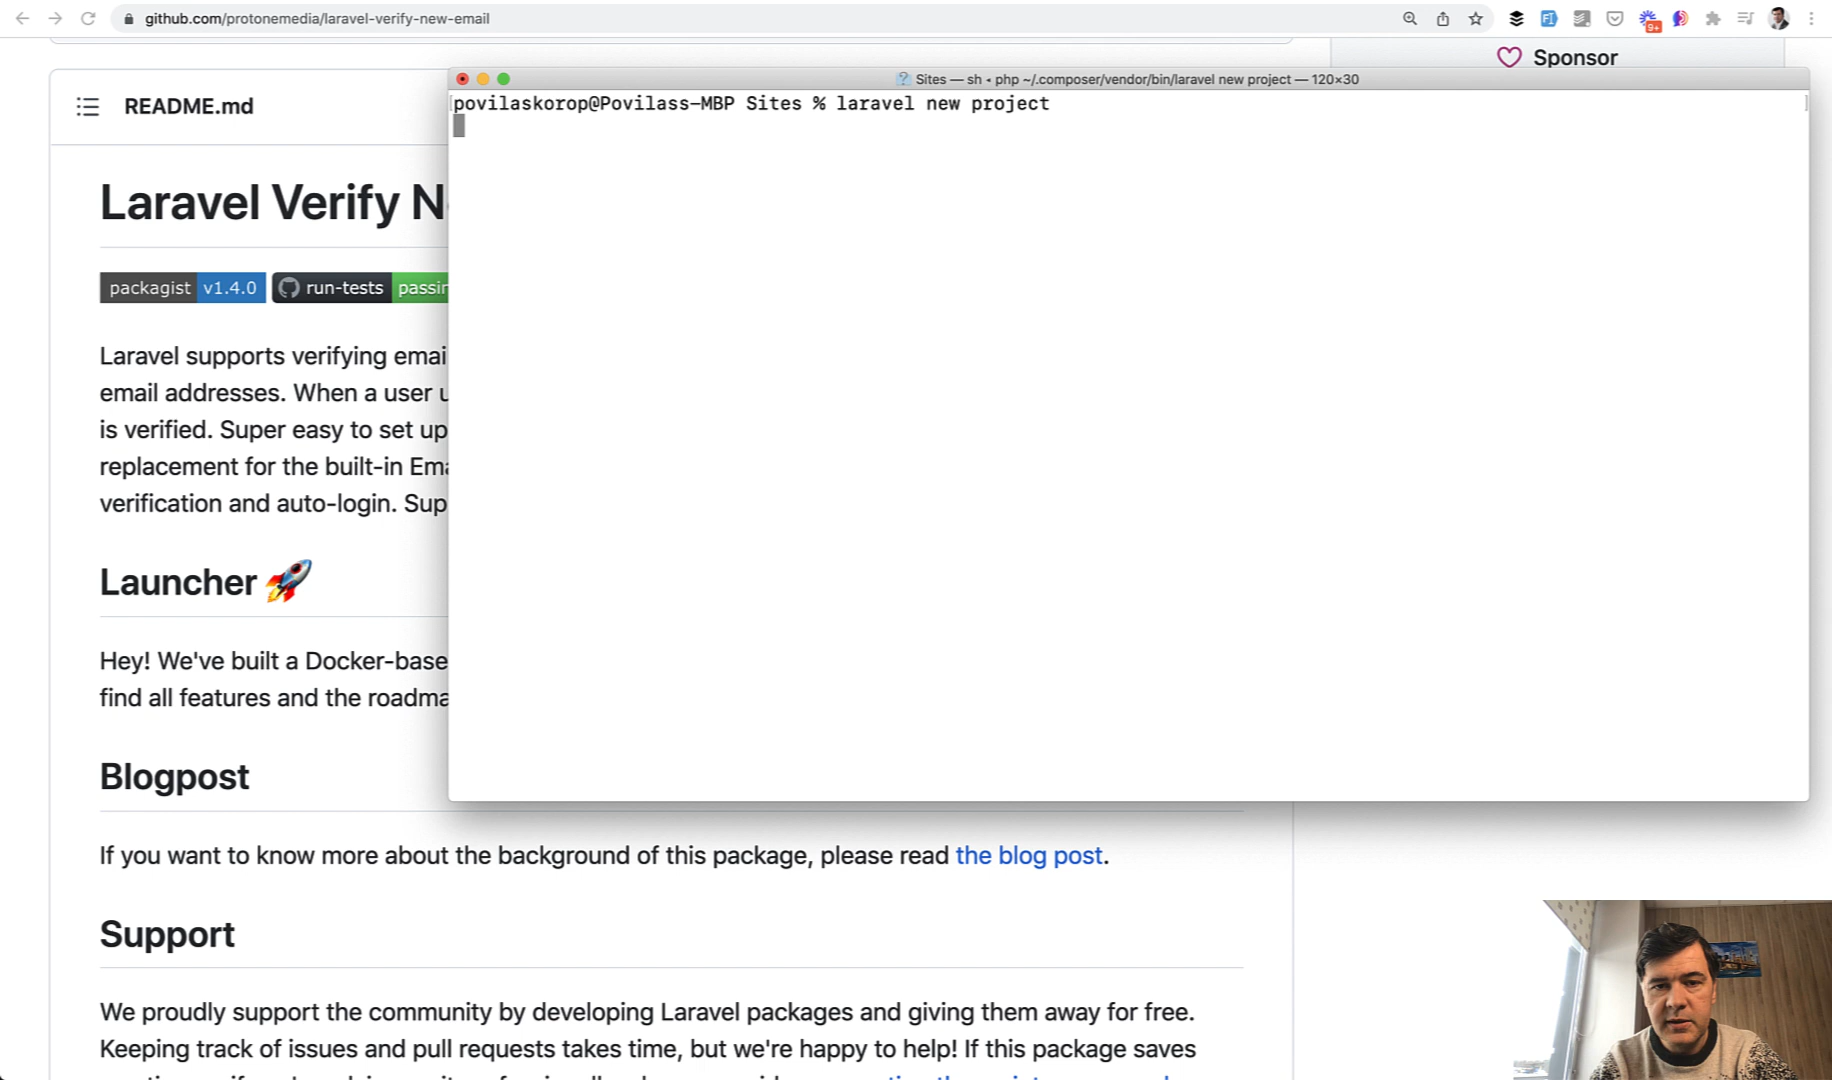 github.com/protonemedia/laravel-verify-new-email
9+
Sponsor
README.md
Sites — sh ◂ php ~/.composer/vendor/bin/laravel new project — 120×30
povilaskorop@Povilass-MBP Sites % laravel new project
Laravel Verify N
packagist v1.4.0 run-tests passin
Laravel supports verifying emai
email addresses. When a user u
is verified. Super easy to set up
replacement for the built-in Ema
verification and auto-login. Sup
Launcher 🚀
Hey! We've built a Docker-base
find all features and the roadma
Blogpost
If you want to know more about the background of this package, please read the blog post.
Support
We proudly support the community by developing Laravel packages and giving them away for free.
Keeping track of issues and pull requests takes time, but we're happy to help! If this package saves